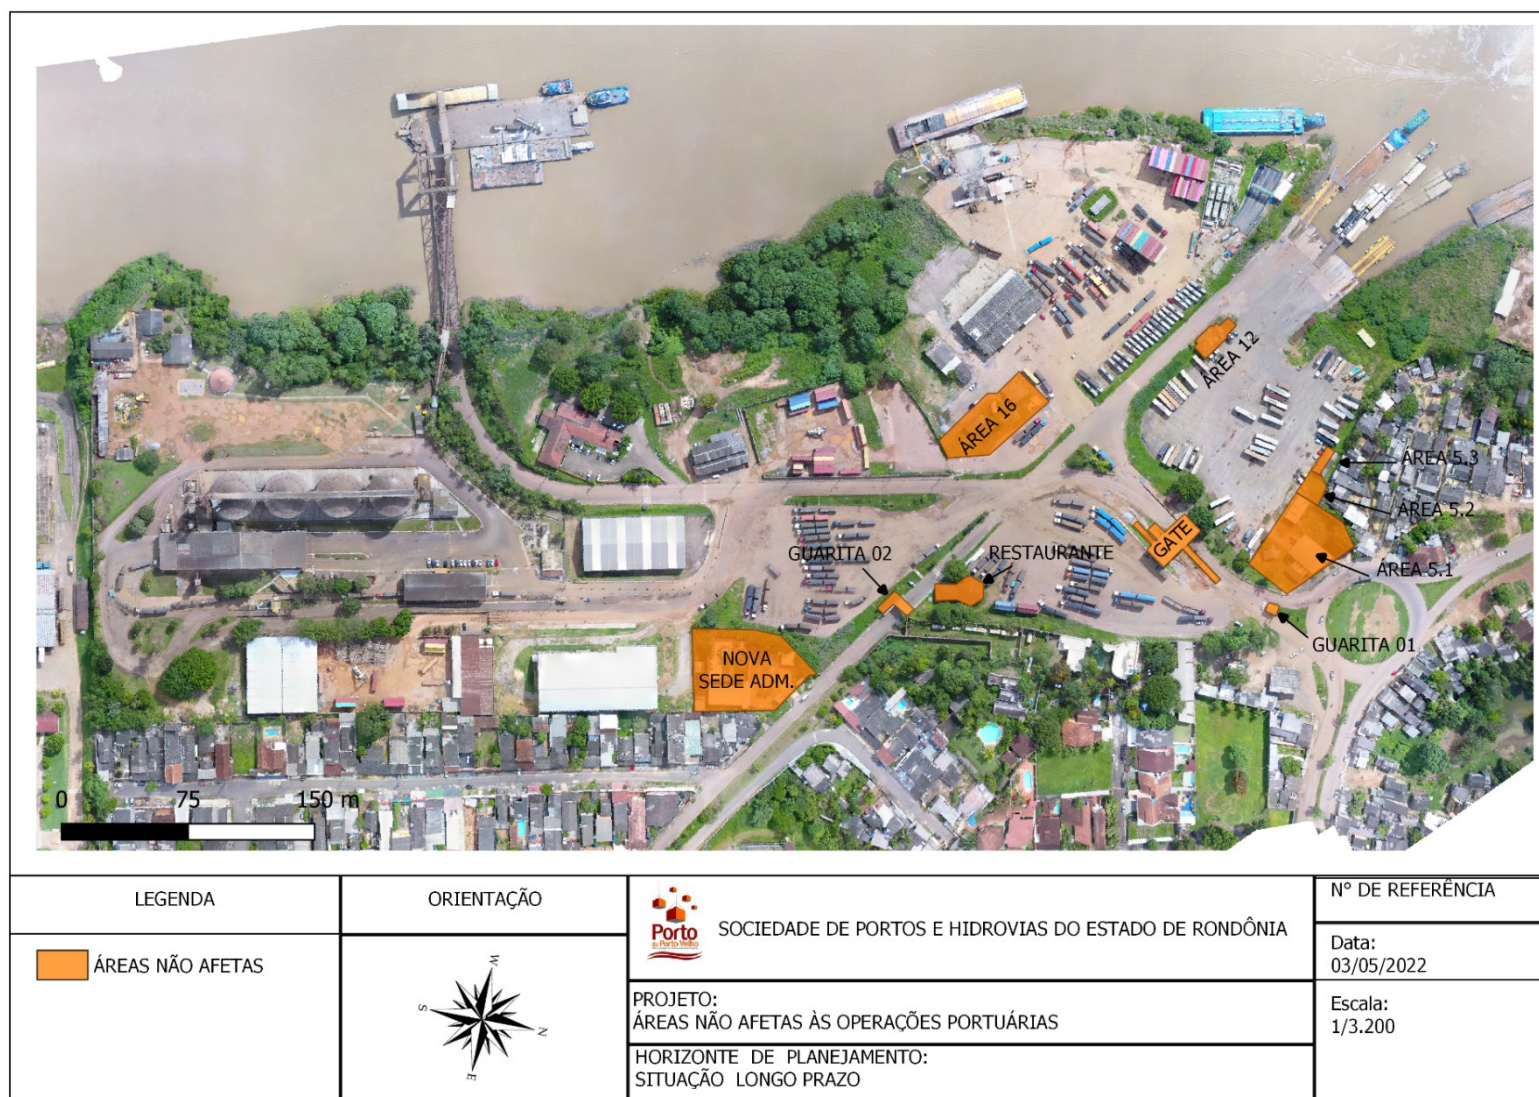 ÁREA 12
ÁREA 16
ÁREA 5.3
ÁREA 5.2
GATE
GUARITA 02
RESTAURANTE
ÁREA 5.1
GUARITA 01
NOVA
SEDE ADM.
0 75 150 m
LEGENDA
ÁREAS NÃO AFETAS
ORIENTAÇÃO
W
S
N
E
Porto
SOCIEDADE DE PORTOS E HIDROVIAS DO ESTADO DE RONDÔNIA
PROJETO:
ÁREAS NÃO AFETAS ÀS OPERAÇÕES PORTUÁRIAS
HORIZONTE DE PLANEJAMENTO:
SITUAÇÃO LONGO PRAZO
N° DE REFERÊNCIA
Data:
03/05/2022
Escala:
1/3.200